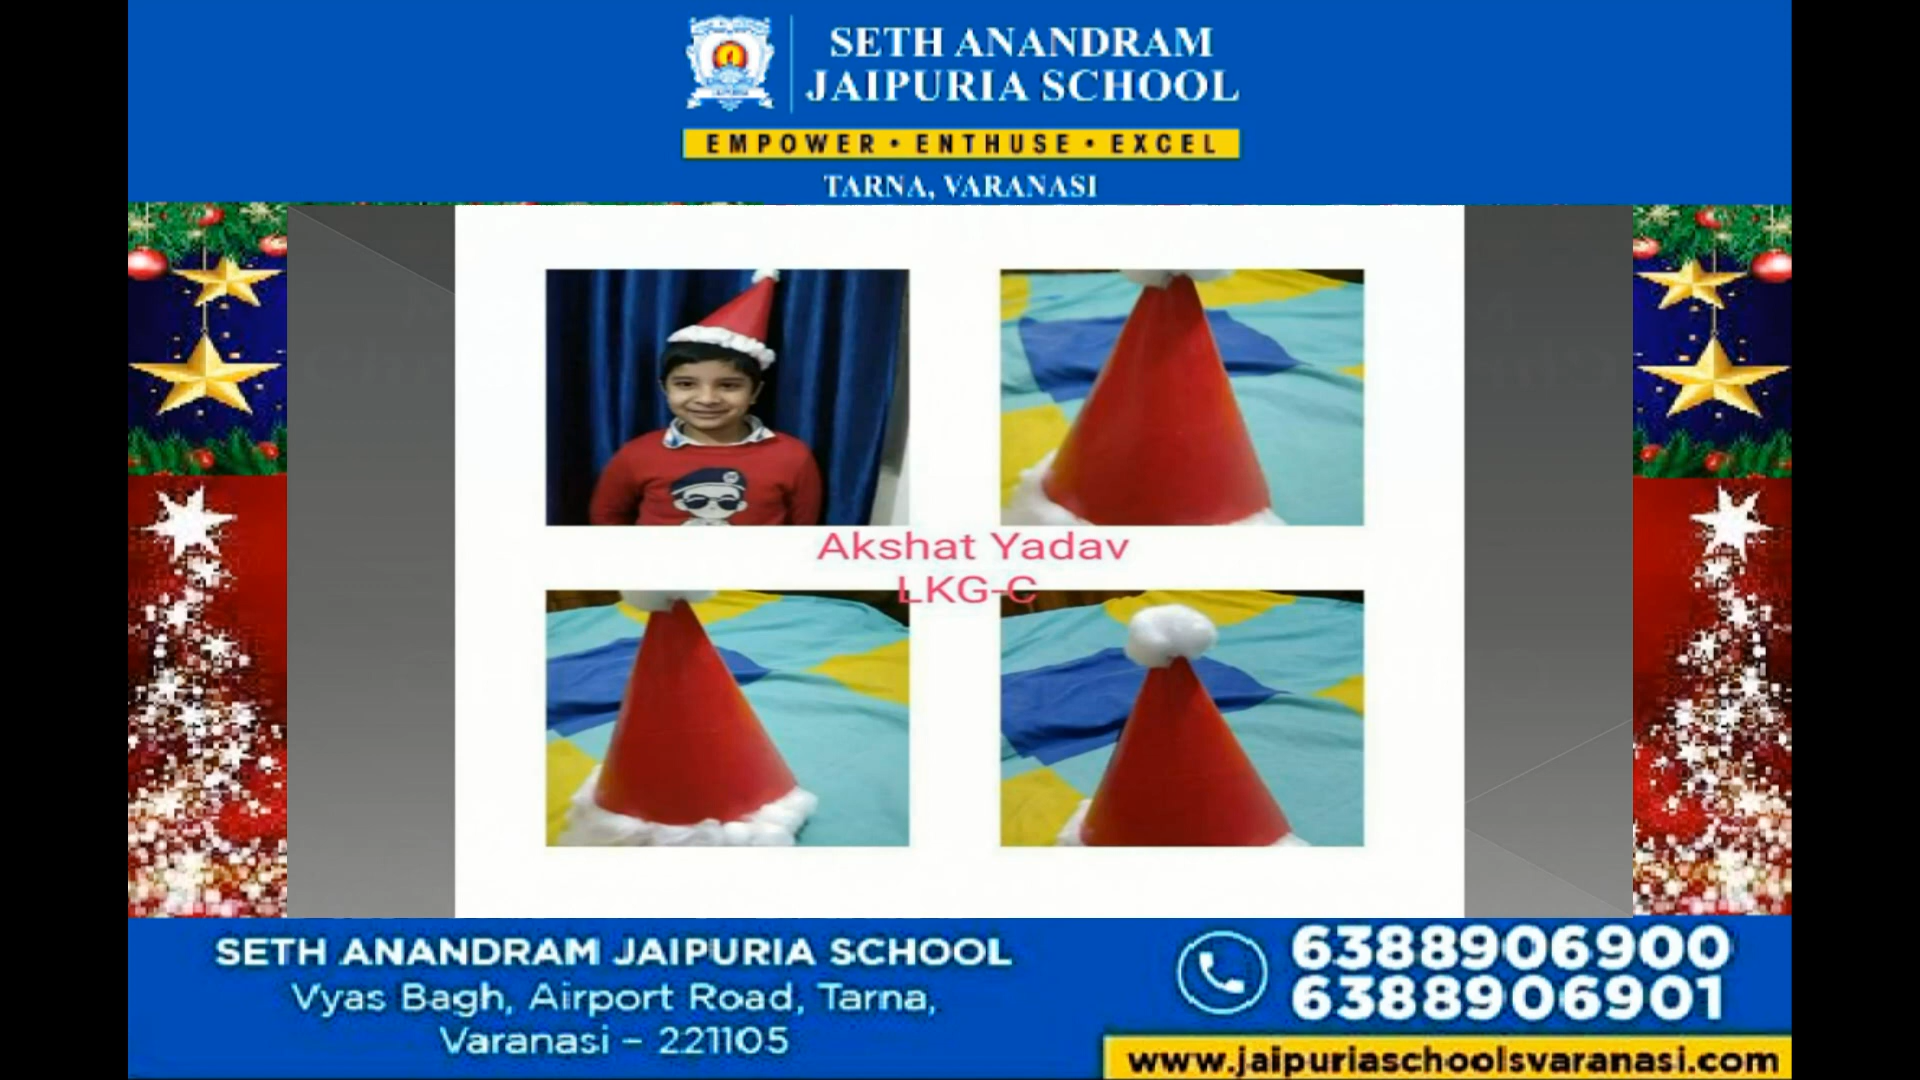 SETH ANANDRAM
JAIPURIA SCHOOL
EMPOWER • ENTHUSE • EXCEL
TARNA, VARANASI
Akshat Yadav
LKG-C
SETH ANANDRAM JAIPURIA SCHOOL
Vyas Bagh, Airport Road, Tarna,
Varanasi – 221105
6388906900
6388906901
www.jaipuriaschoolsvaranasi.com